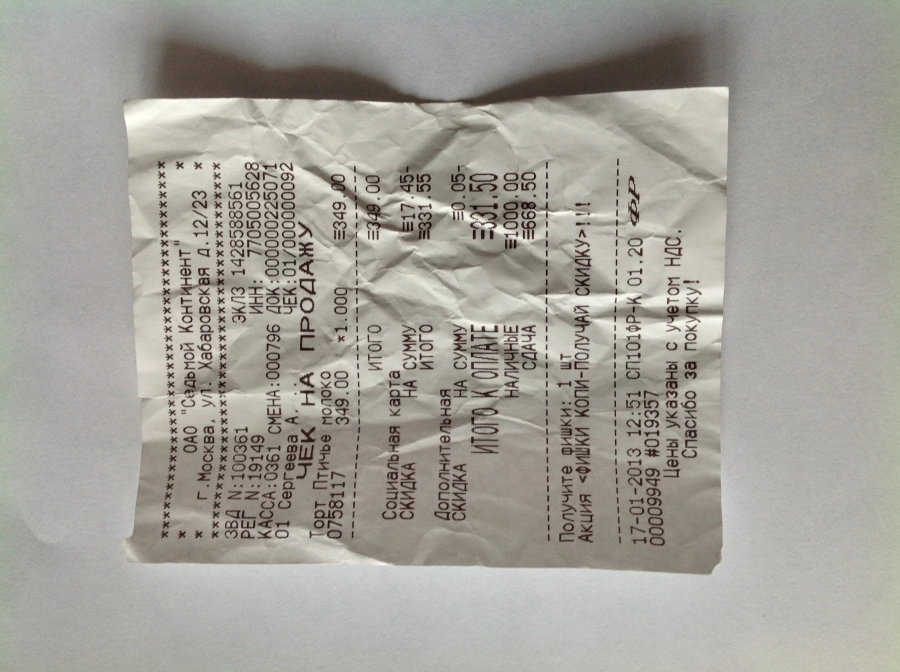 **************************
* ОАО "Седьмой Континент" *
* г Москва, ул. Хабаровская д.12/23 *
**************************
ЗВД N:100361 ЭКЛЗ 1428588561
РЕГ N:19149 ИНН: 7705005628
КАССА:0361 СМЕНА:000796 ДОК:0000000225071
01 Сергеева А. .: ЧЕК:01/0000000092
ЧЕК НА ПРОДАЖУ
Торт Птичье молоко
0758117 349.00 *1.000 ≡349.00
ИТОГО ≡349.00
Социальная карта
СКИДКА НА СУММУ ≡17.45-
ИТОГО ≡331.55
Дополнительная
СКИДКА НА СУММУ ≡0.05-
ИТОГО К ОПЛАТЕ ≡331.50
НАЛИЧНЫЕ ≡1000.00
СДАЧА ≡668.50
Получите фишки: 1 шт
Акция <ФИШКИ КОПИ-ПОЛУЧАЙ СКИДКУ>!!!
17-01-2013 12:51 СП101ФР-К 01.20 ФР
00009949 #019357
Цены указаны с учетом НДС.
Спасибо за покупку!